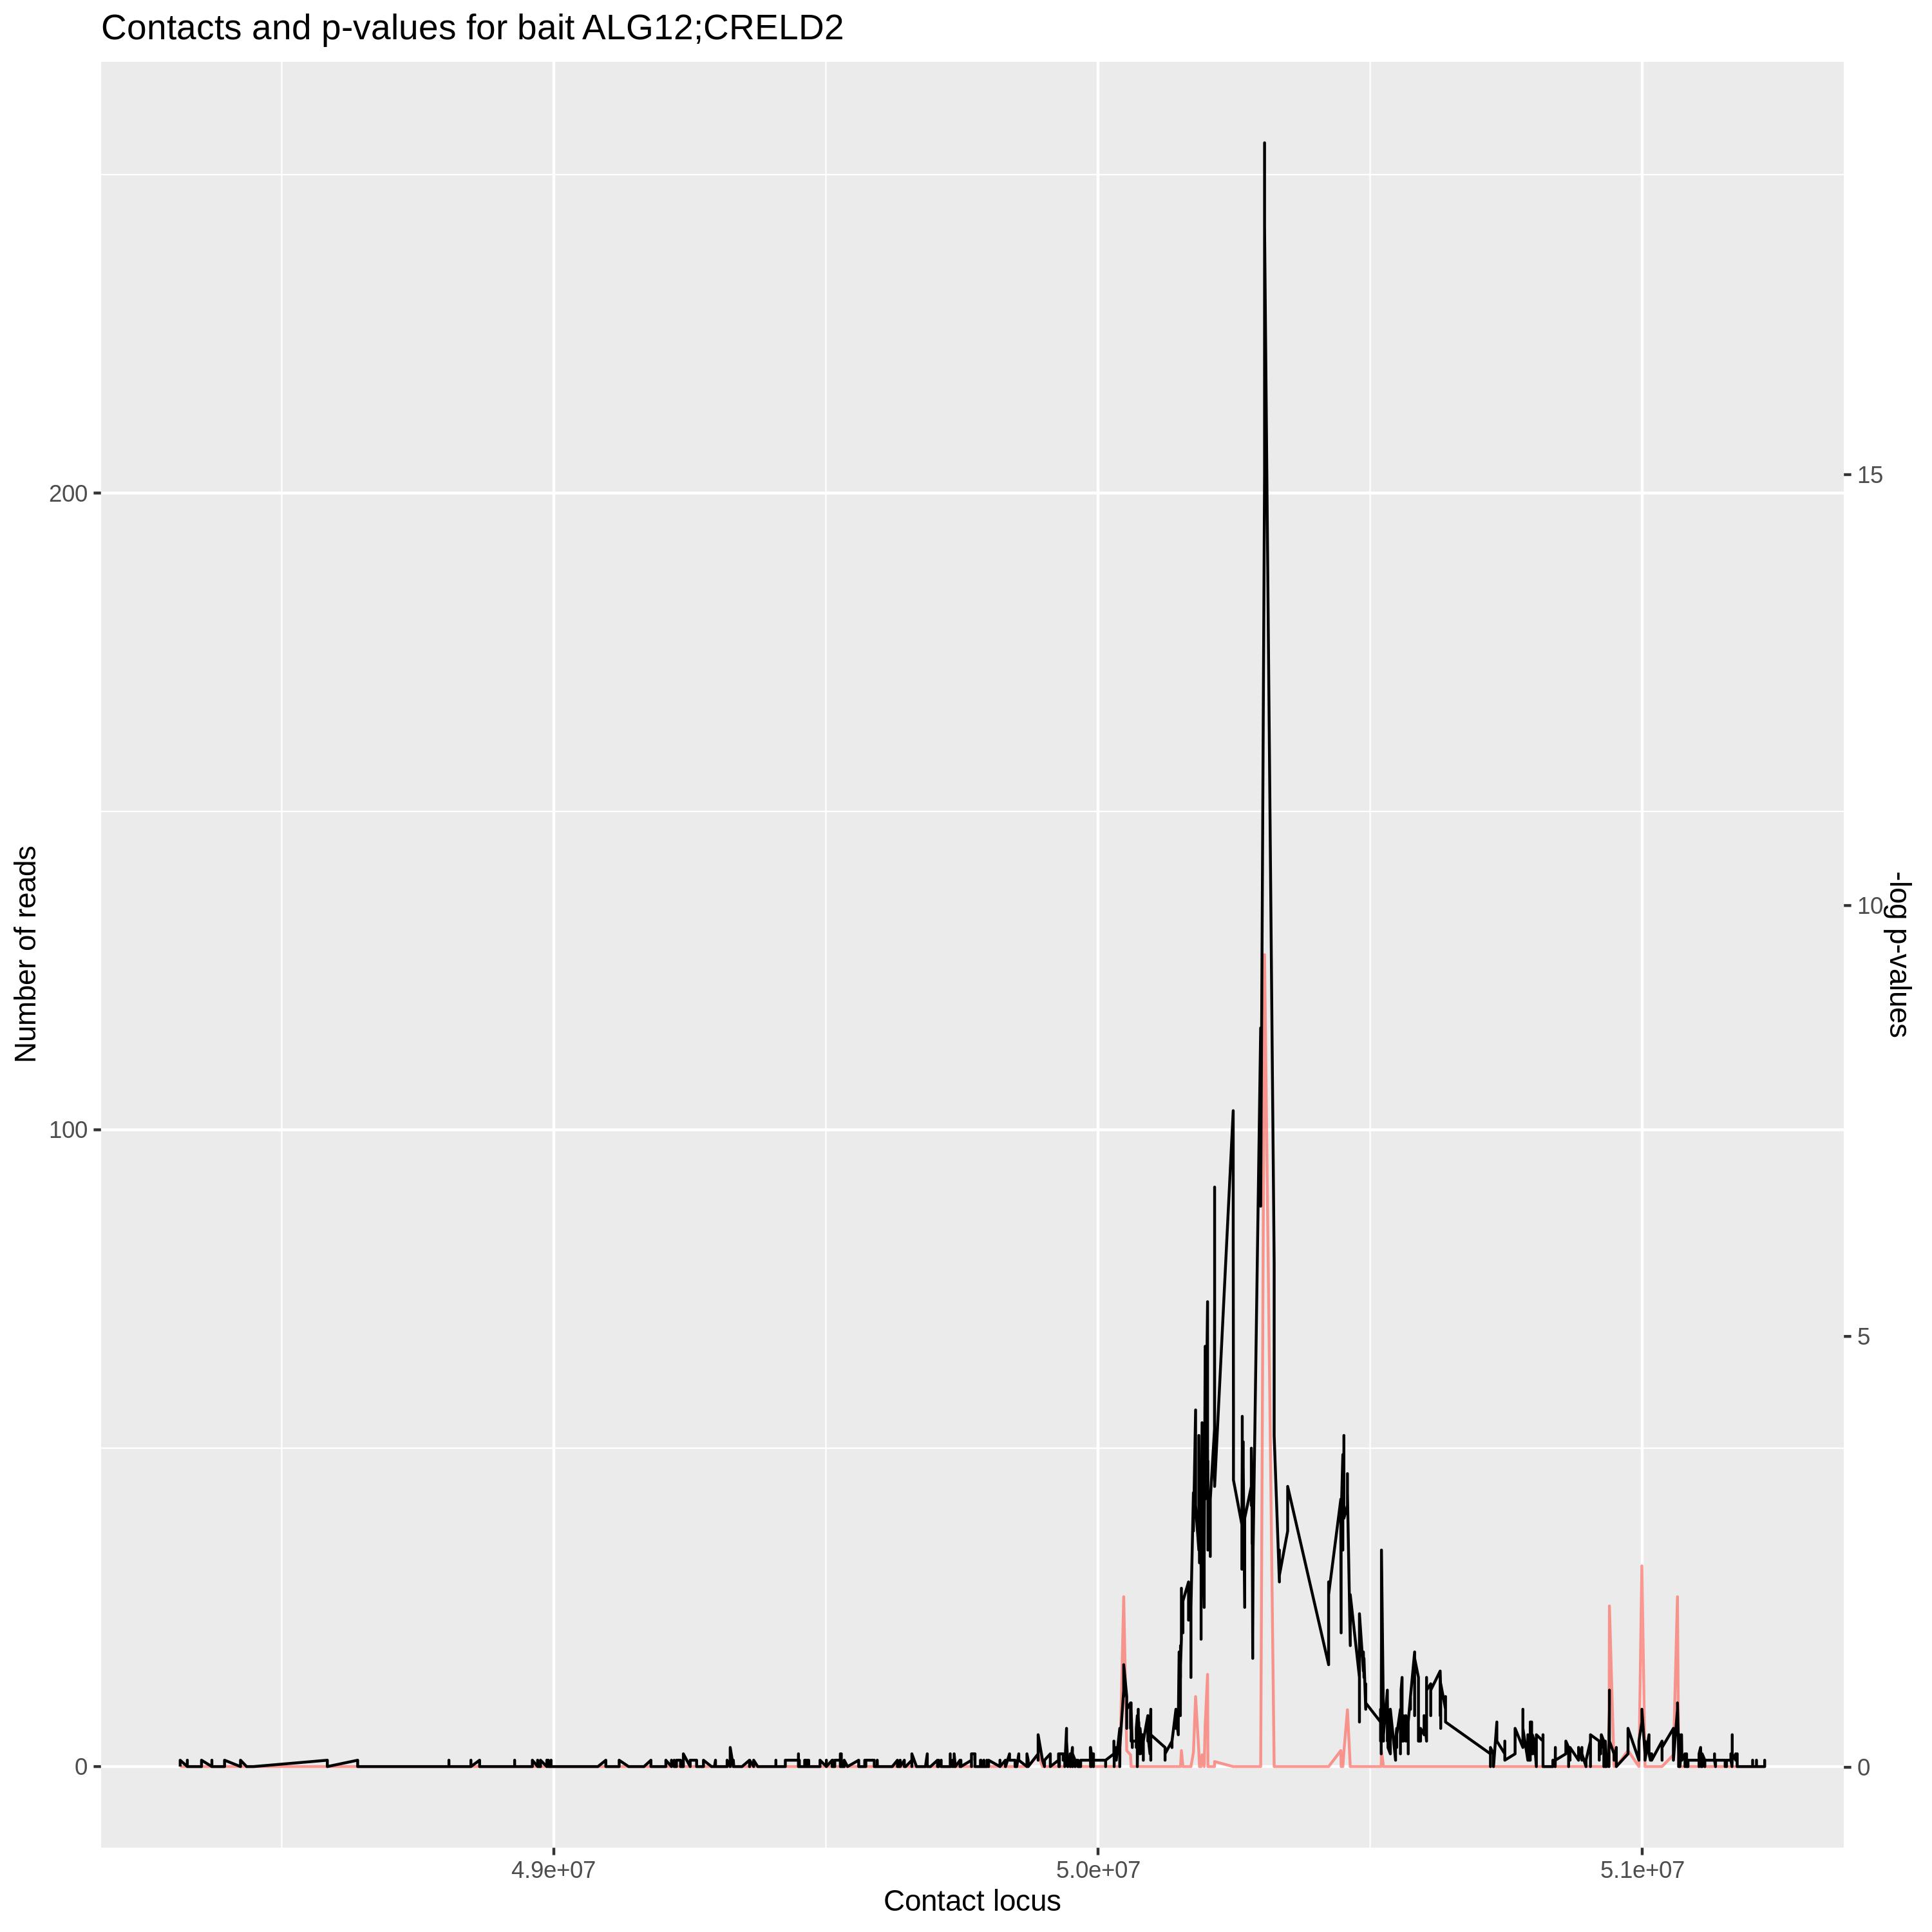 Contacts and p-values for bait ALG12;CRELD2
Number of reads
200
100
0
15
10
5
0
-log p-values
4.9e+07 5.0e+07 5.1e+07
Contact locus